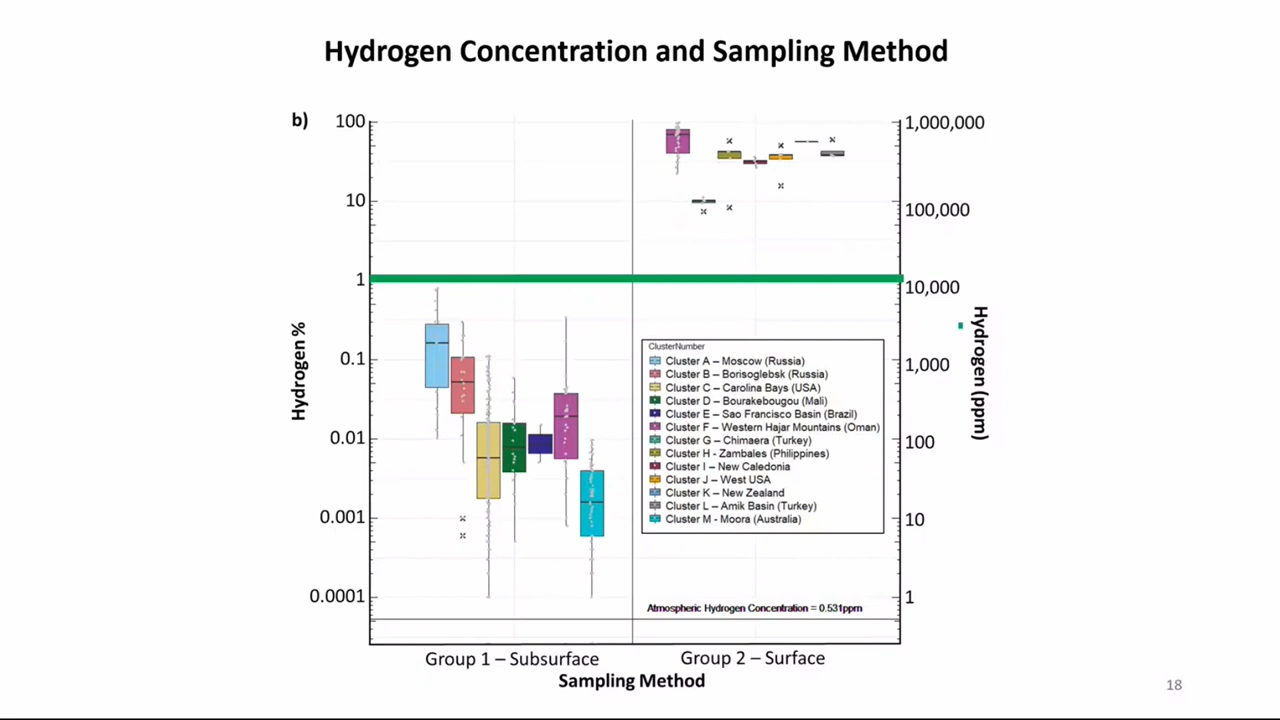 Hydrogen Concentration and Sampling Method
b)
100
10
1
0.1
0.01
0.001
0.0001
Hydrogen %
1,000,000
100,000
10,000
1,000
100
10
1
Hydrogen (ppm)
ClusterNumber
Cluster A – Moscow (Russia)
Cluster B – Borisoglebsk (Russia)
Cluster C – Carolina Bays (USA)
Cluster D – Bourakebougou (Mali)
Cluster E – Sao Francisco Basin (Brazil)
Cluster F – Western Hajar Mountains (Oman)
Cluster G – Chimaera (Turkey)
Cluster H - Zambales (Philippines)
Cluster I – New Caledonia
Cluster J – West USA
Cluster K – New Zealand
Cluster L – Amik Basin (Turkey)
Cluster M - Moora (Australia)
Atmospheric Hydrogen Concentration = 0.531ppm
Group 1 – Subsurface
Group 2 – Surface
Sampling Method
18